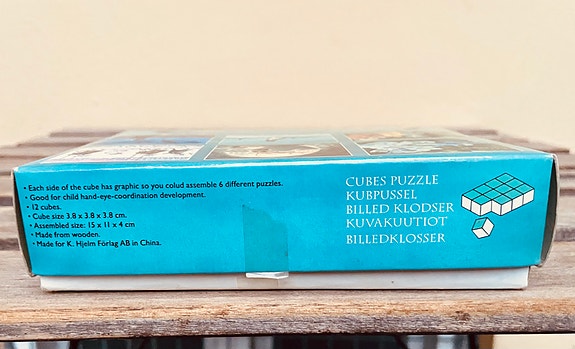 • Each side of the cube has graphic so you colud assemble 6 different puzzles.
• Good for child hand-eye-coordination development.
• 12 cubes.
• Cube size 3.8 x 3.8 x 3.8 cm.
• Assembled size: 15 x 11 x 4 cm
• Made from wooden.
• Made for K. Hjelm Förlag AB in China.
CUBES PUZZLE
KUBPUSSEL
BILLED KLODSER
KUVAKUUTIOT
BILLEDKLOSSER